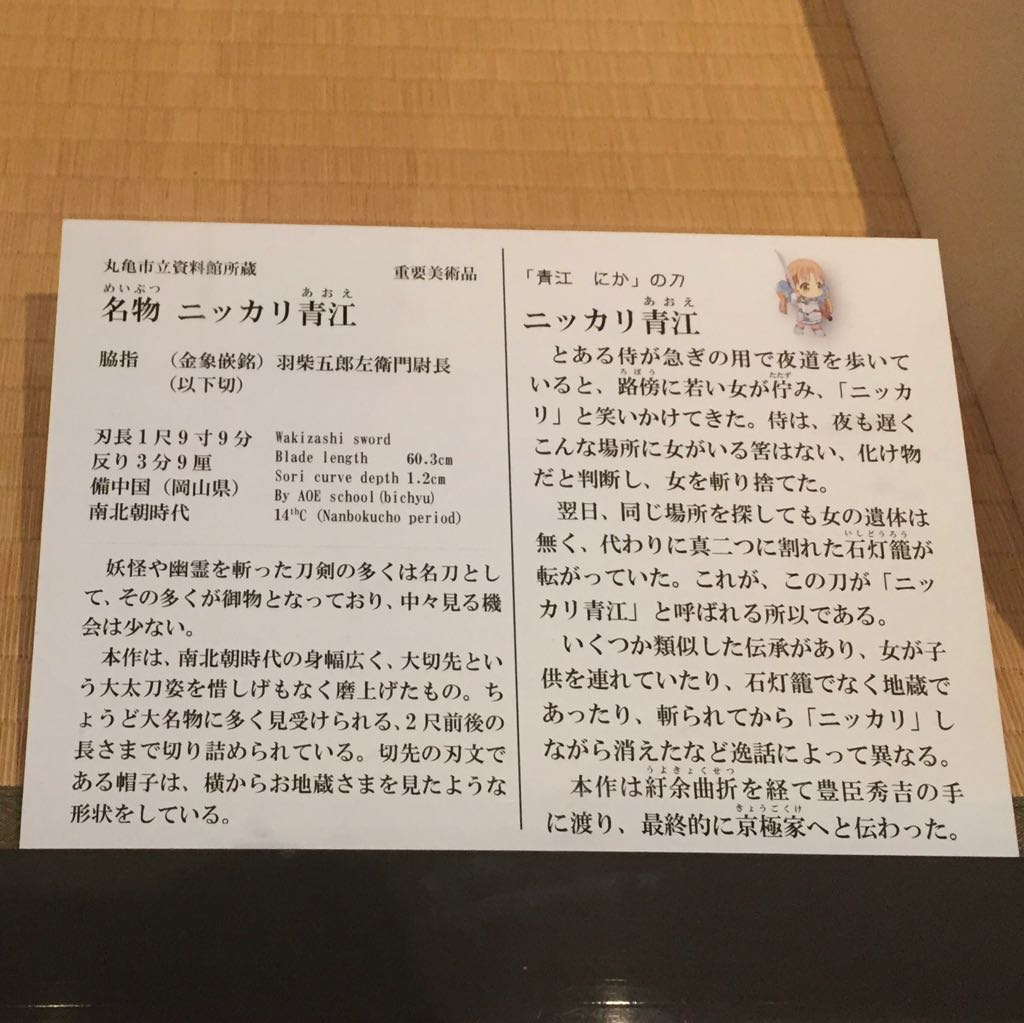 丸亀市立資料館所蔵
重要美術品
めいぶつ
あおえ
名物 ニッカリ青江
脇指 （金象嵌銘）羽柴五郎左衛門尉長
（以下切）
刃長１尺９寸９分
反り３分９厘
備中国（岡山県）
南北朝時代
Wakizashi sword
Blade length 60.3cm
Sori curve depth 1.2cm
By AOE school(bichyu)
14thC (Nanbokucho period)
妖怪や幽霊を斬った刀剣の多くは名刀とし
て、その多くが御物となっており、中々見る機
会は少ない。
本作は、南北朝時代の身幅広く、大切先とい
う大太刀姿を惜しげもなく磨上げたもの。ち
ょうど大名物に多く見受けられる、２尺前後の
長さまで切り詰められている。切先の刃文で
ある帽子は、横からお地蔵さまを見たような
形状をしている。
「青江 にか」の刀
あおえ
ニッカリ青江
とある侍が急ぎの用で夜道を歩いて
ろぼう
たたず
いると、路傍に若い女が佇み、「ニッカ
リ」と笑いかけてきた。侍は、夜も遅く
こんな場所に女がいる筈はない、化け物
だと判断し、女を斬り捨てた。
翌日、同じ場所を探しても女の遺体は
いしどうろう
無く、代わりに真二つに割れた石灯籠が
転がっていた。これが、この刀が「ニッ
カリ青江」と呼ばれる所以である。
いくつか類似した伝承があり、女が子
供を連れていたり、石灯籠でなく地蔵で
あったり、斬られてから「ニッカリ」し
ながら消えたなど逸話によって異なる。
うよきょくせつ
本作は紆余曲折を経て豊臣秀吉の手
きょうごくけ
に渡り、最終的に京極家へと伝わった。